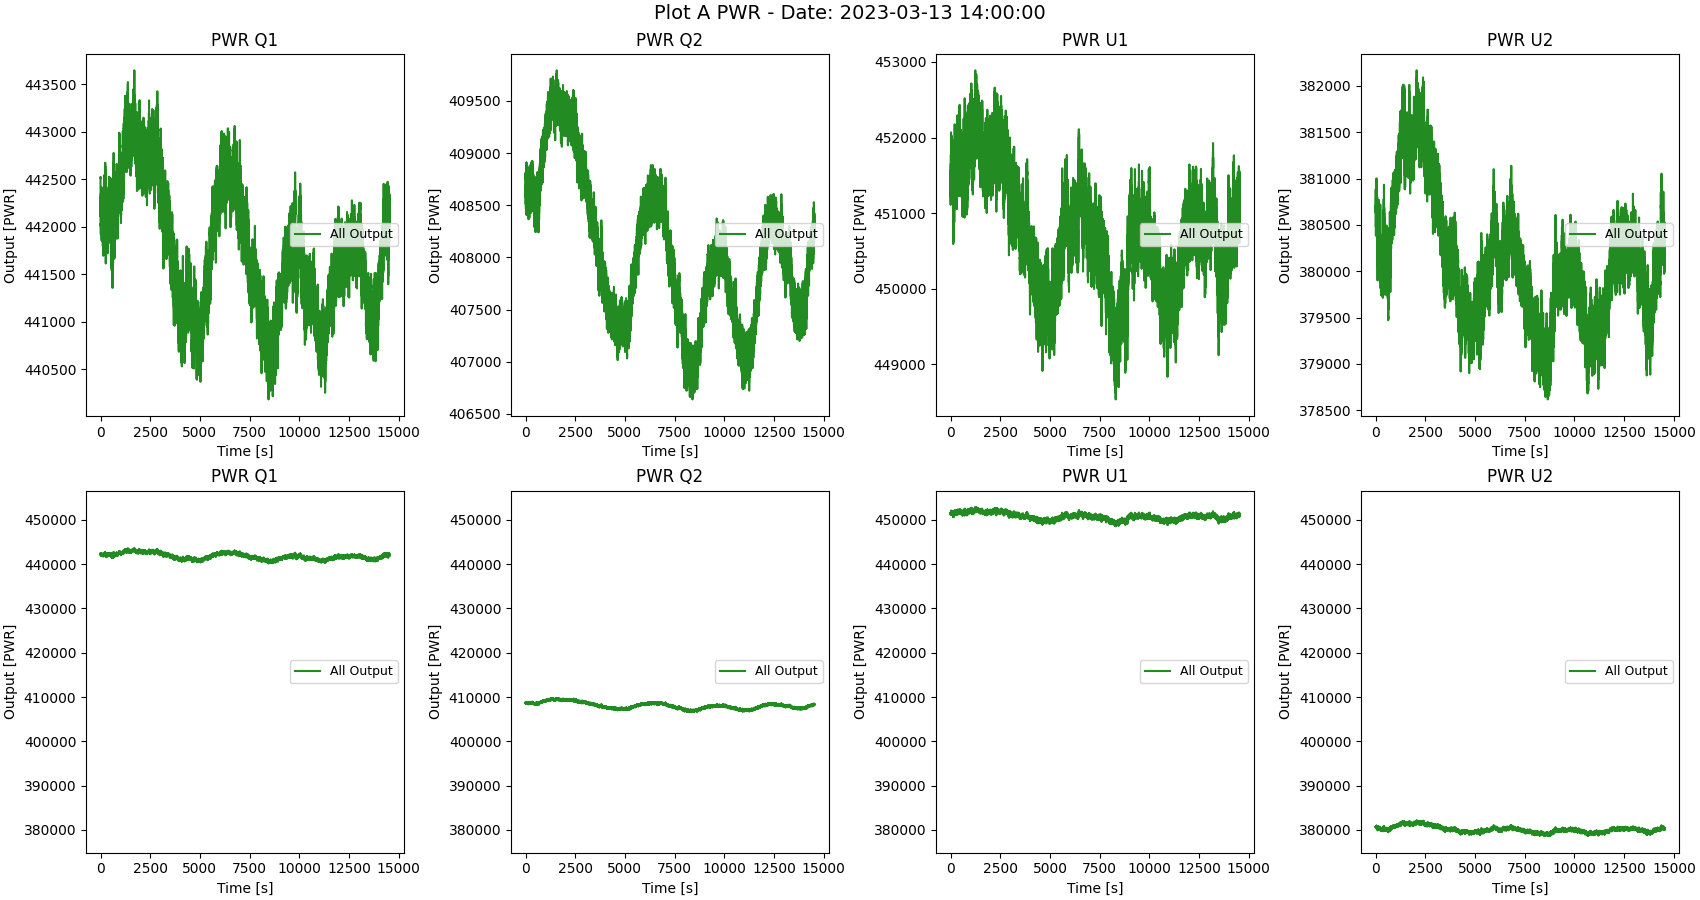 Plot A PWR - Date: 2023-03-13 14:00:00
PWR Q1
Output [PWR]
443500
443000
442500
442000
441500
441000
440500
All Output
0 2500 5000 7500 10000 12500 15000
Time [s]
PWR Q2
Output [PWR]
409500
409000
408500
408000
407500
407000
406500
All Output
0 2500 5000 7500 10000 12500 15000
Time [s]
PWR U1
Output [PWR]
453000
452000
451000
450000
449000
All Output
0 2500 5000 7500 10000 12500 15000
Time [s]
PWR U2
Output [PWR]
382000
381500
381000
380500
380000
379500
379000
378500
All Output
0 2500 5000 7500 10000 12500 15000
Time [s]
PWR Q1
Output [PWR]
450000
440000
430000
420000
410000
400000
390000
380000
All Output
0 2500 5000 7500 10000 12500 15000
Time [s]
PWR Q2
Output [PWR]
450000
440000
430000
420000
410000
400000
390000
380000
All Output
0 2500 5000 7500 10000 12500 15000
Time [s]
PWR U1
Output [PWR]
450000
440000
430000
420000
410000
400000
390000
380000
All Output
0 2500 5000 7500 10000 12500 15000
Time [s]
PWR U2
Output [PWR]
450000
440000
430000
420000
410000
400000
390000
380000
All Output
0 2500 5000 7500 10000 12500 15000
Time [s]